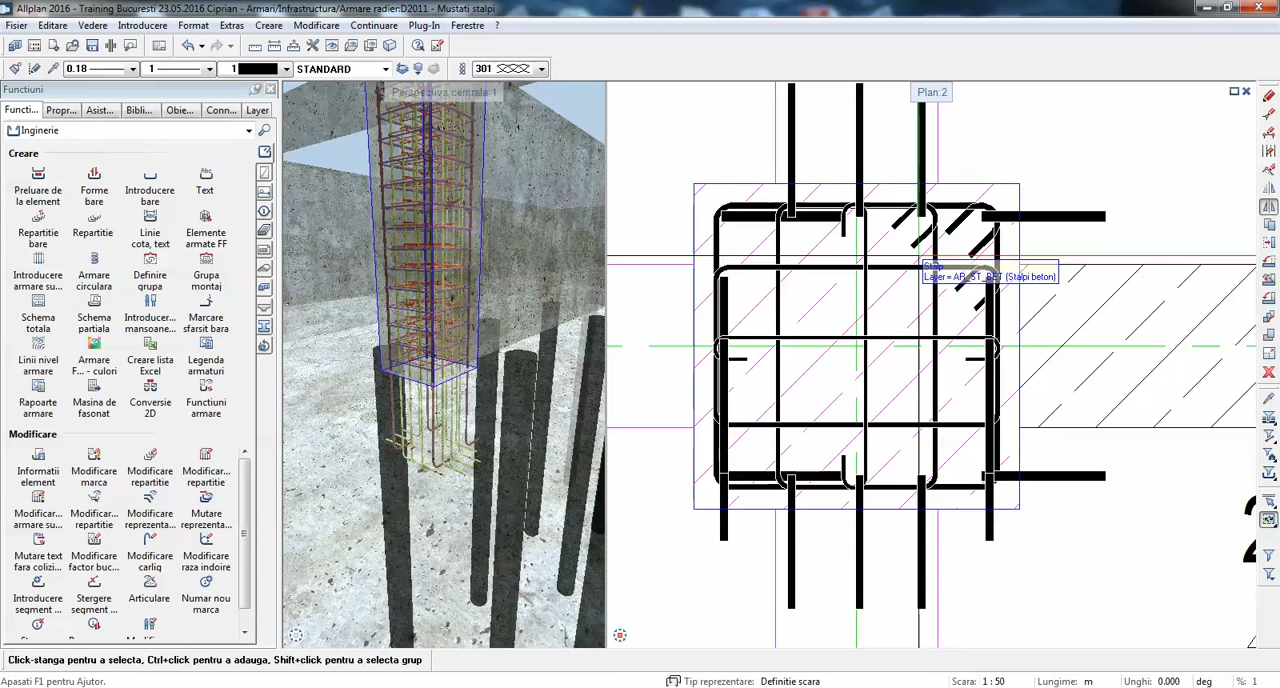 Allplan 2016 - Training Bucuresti 23.05.2016 Ciprian - Armari/Infrastructura/Armare radier:D2011 - Mustati stalpi
Fisier Editare Vedere Introducere Format Extras Creare Modificare Continuare Plug-In Ferestre ?
0.18 1 1 STANDARD 301
Functiuni
Functi... Propr... Asist... Bibli... Obie... Conn... Layer
Inginerie
Creare
Preluare de la element
Forme bare
Introducere bare
Text
Repartitie bare
Repartitie
Linie cota, text
Elemente armate FF
Introducere armare su...
Armare circulara
Definire grupa
Grupa montaj
Schema totala
Schema partiala
Introducer... mansoane...
Marcare sfarsit bara
Linii nivel armare
Armare F... - culori
Creare lista Excel
Legenda armaturi
Rapoarte armare
Masina de fasonat
Conversie 2D
Functiuni armare
Modificare
Informatii element
Modificare marca
Modificare repartitie
Modificar... repartitie
Modificar... armare su...
Modificar... repartitie
Modificare reprezenta...
Mutare reprezenta...
Mutare text fara colizi...
Modificare factor buc...
Modificare carlig
Modificare raza indoire
Introducere segment ...
Stergere segment ...
Articulare
Numar nou marca
Perspectiva centrala:1
Plan:2
Stalp
Layer = AR_ST_BET (Stalpi beton)
Click-stanga pentru a selecta, Ctrl+click pentru a adauga, Shift+click pentru a selecta grup
Apasati F1 pentru Ajutor. Tip reprezentare: Definitie scara Scara: 1 : 50 Lungime: m Unghi: 0.000 deg %: 1